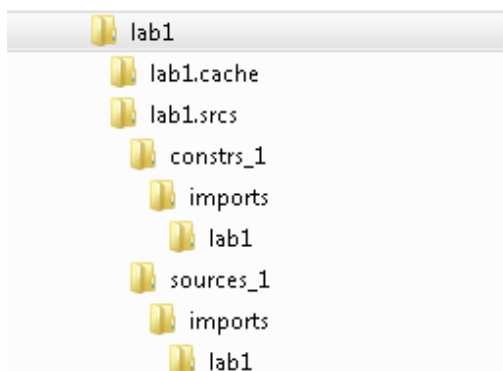 lab1
lab1.cache
lab1.srcs
constrs_1
imports
lab1
sources_1
imports
lab1